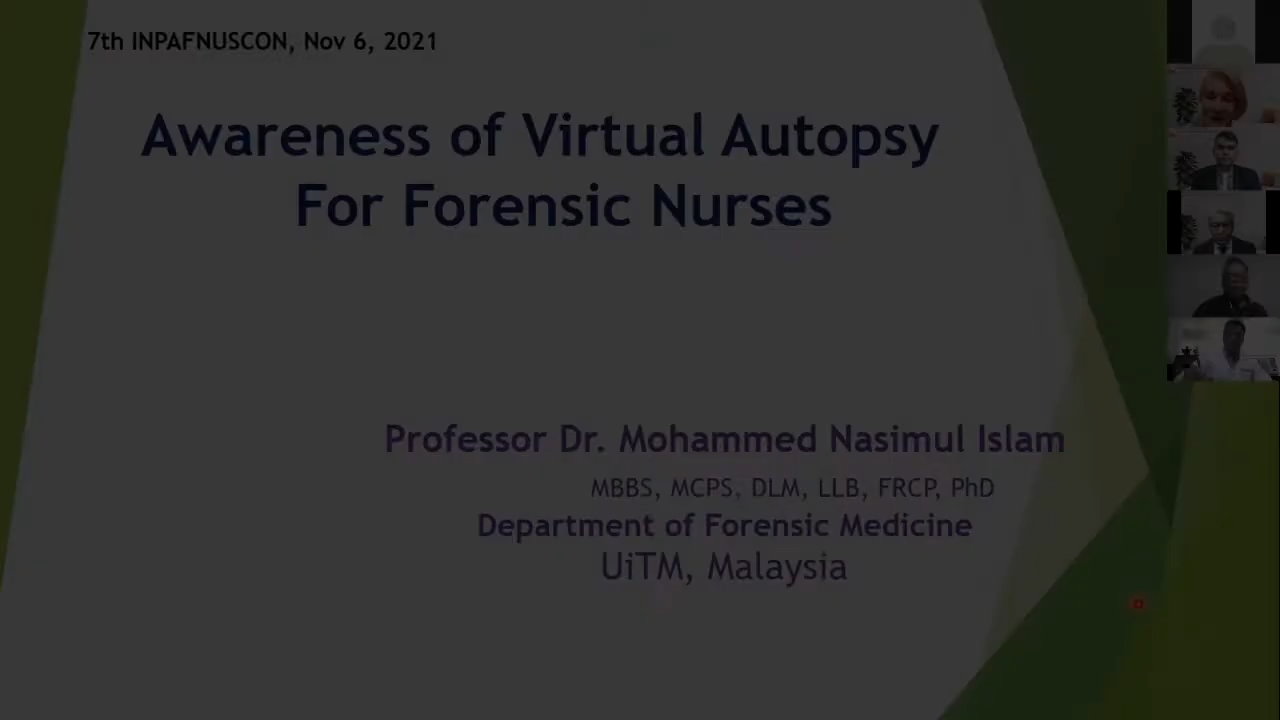 7th INPAFNUSCON, Nov 6, 2021
Awareness of Virtual Autopsy
For Forensic Nurses
Professor Dr. Mohammed Nasimul Islam
MBBS, MCPS, DLM, LLB, FRCP, PhD
Department of Forensic Medicine
UiTM, Malaysia